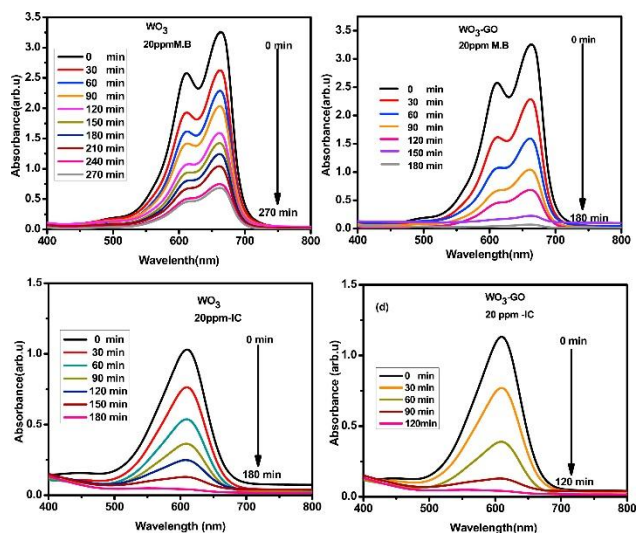 WO3
20ppmM.B
0 min
0 min
30 min
60 min
90 min
120 min
150 min
180 min
210 min
240 min
270 min
270 min
Absorbance(arb.u)
3.5
3.0
2.5
2.0
1.5
1.0
0.5
0.0
400 500 600 700 800
Wavelenth(nm)
WO3-GO
20 ppm M.B
0 min
0 min
30 min
60 min
90 min
120 min
150 min
180 min
180 min
Absorbance(arb.u)
3.5
3.0
2.5
2.0
1.5
1.0
0.5
0.0
400 500 600 700 800
Wavelength(nm)
WO3
20ppm-IC
0 min
0 min
30 min
60 min
90 min
120 min
150 min
180 min
180 min
Absorbance (arb.u)
1.5
1.0
0.5
0.0
400 500 600 700 800
Wavelength (nm)
(d)
WO3-GO
20 ppm -IC
0 min
0 min
30 min
60 min
90 min
120min
120 min
Absorbance (arb.u)
1.5
1.0
0.5
0.0
400 500 600 700 800
Wavelength (nm)